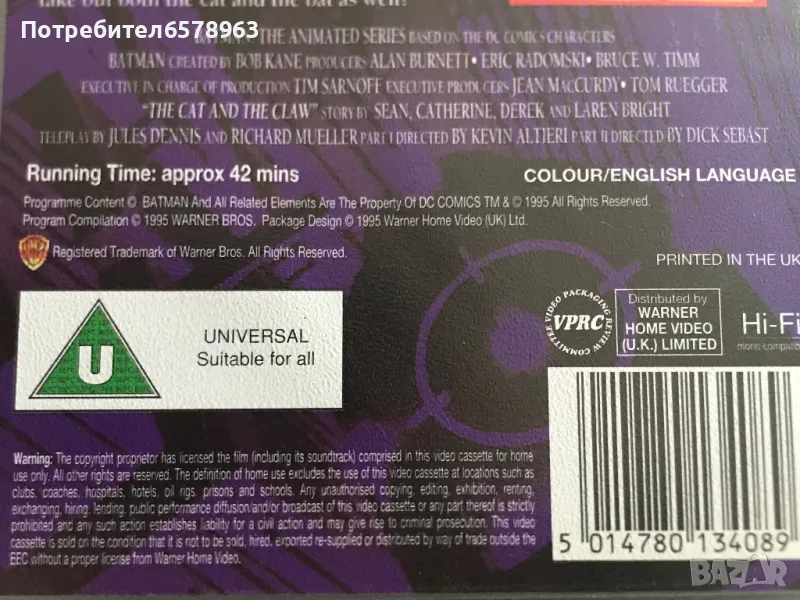 Потребител6578963
take out both the cat and the bat as well?
BATMAN: THE ANIMATED SERIES BASED ON THE DC COMICS CHARACTERS
BATMAN CREATED BY BOB KANE PRODUCERS ALAN BURNETT • ERIC RADOMSKI • BRUCE W. TIMM
EXECUTIVE IN CHARGE OF PRODUCTION TIM SARNOFF EXECUTIVE PRODUCERS JEAN MACCURDY • TOM RUEGGER
"THE CAT AND THE CLAW" STORY BY SEAN, CATHERINE, DEREK AND LAREN BRIGHT
TELEPLAY BY JULES DENNIS AND RICHARD MUELLER PART I DIRECTED BY KEVIN ALTIERI PART II DIRECTED BY DICK SEBAST
Running Time: approx 42 mins
COLOUR/ENGLISH LANGUAGE
Programme Content © BATMAN And All Related Elements Are The Property Of DC COMICS TM & © 1995 All Rights Reserved.
Program Compilation © 1995 WARNER BROS. Package Design © 1995 Warner Home Video (UK) Ltd.
Registered Trademark of Warner Bros. All Rights Reserved.
PRINTED IN THE UK
U
UNIVERSAL
Suitable for all
VIDEO PACKAGING REVIEW COMMITTEE
VPRC
Distributed by
WARNER
HOME VIDEO
(U.K.) LIMITED
Hi-Fi
mono compatib
Warning: The copyright proprietor has licensed the film (including its soundtrack) comprised in this video cassette for home
use only. All other rights are reserved. The definition of home use excludes the use of this video cassette at locations such as
clubs, coaches, hospitals, hotels, oil rigs, prisons and schools. Any unauthorised copying, editing, exhibition, renting,
exchanging, hiring, lending, public performance diffusion/and/or broadcast of this video cassette or any part thereof is strictly
prohibited and any such action establishes liability for a civil action and may give rise to criminal prosecution. This video
cassette is sold on the condition that it is not to be sold, hired, exported re-supplied or distributed by way of trade outside the
EEC without a proper license from Warner Home Video.
5 014780 134089
BAZAR